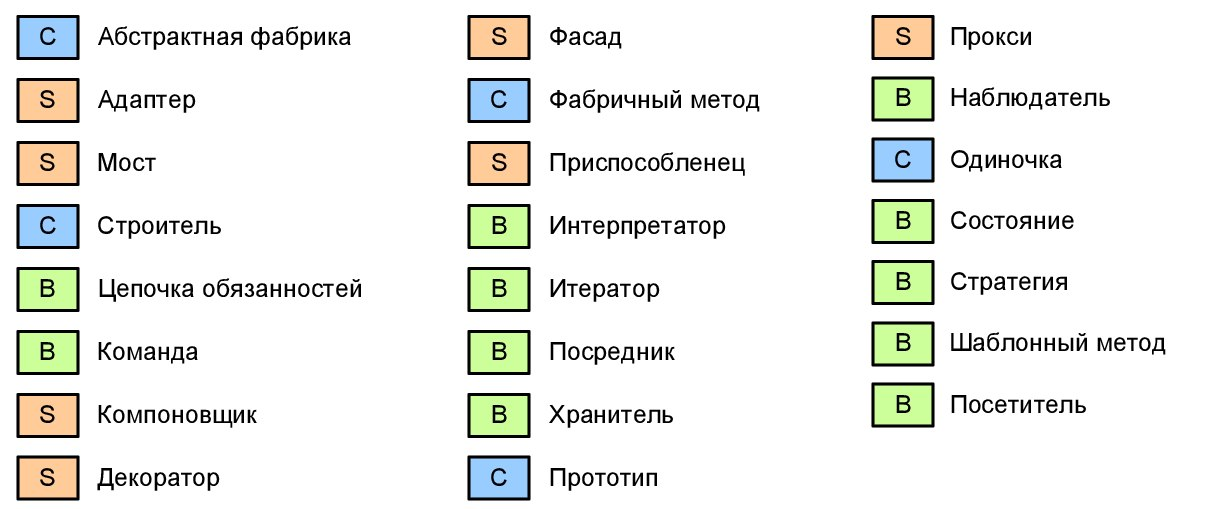 C Абстрактная фабрика
S Адаптер
S Мост
C Строитель
B Цепочка обязанностей
B Команда
S Компоновщик
S Декоратор
S Фасад
C Фабричный метод
S Приспособленец
B Интерпретатор
B Итератор
B Посредник
B Хранитель
C Прототип
S Прокси
B Наблюдатель
C Одиночка
B Состояние
B Стратегия
B Шаблонный метод
B Посетитель